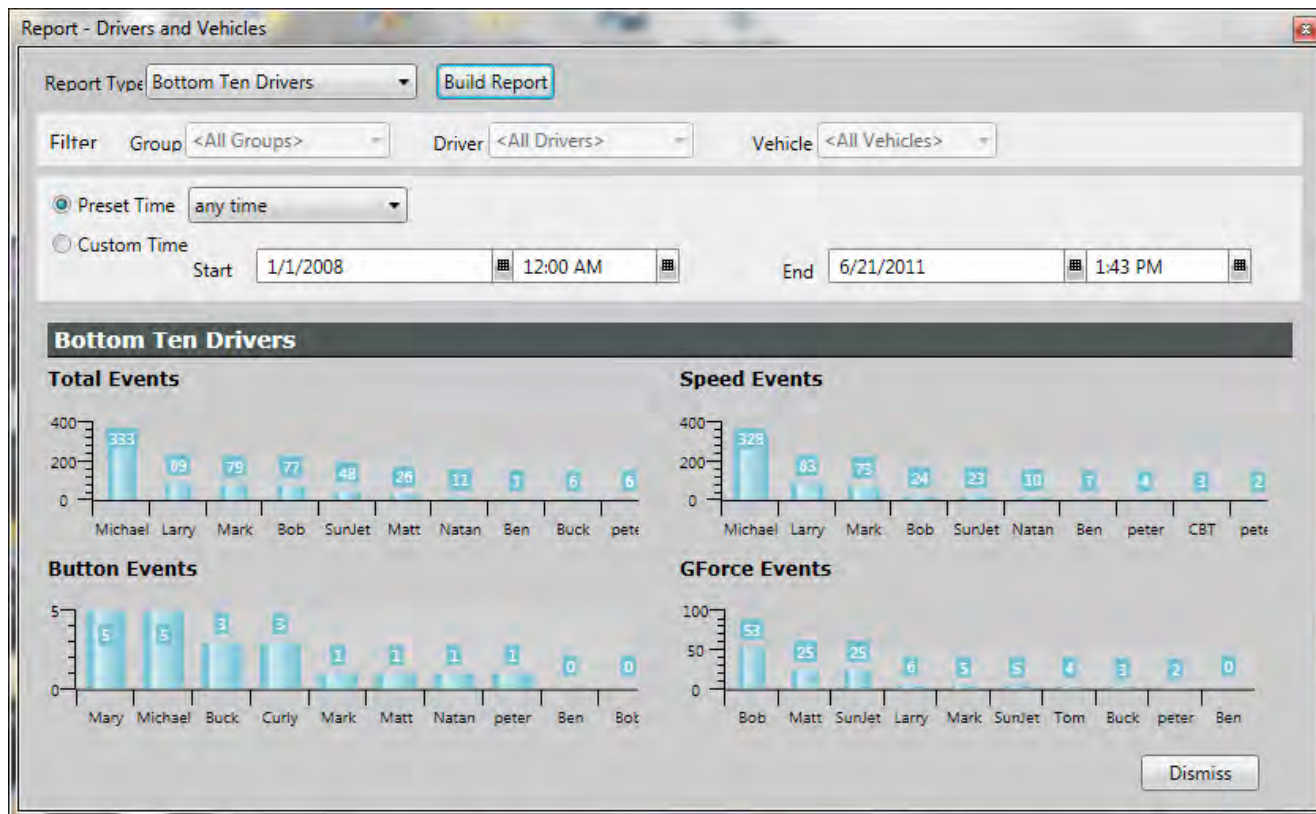 Report - Drivers and Vehicles
Report Type Bottom Ten Drivers Build Report
Filter Group <All Groups> Driver <All Drivers> Vehicle <All Vehicles>
Preset Time any time
Custom Time
Start 1/1/2008 12:00 AM End 6/21/2011 1:43 PM
Bottom Ten Drivers
Total Events
400
200
0
333 89 79 77 48 26 11 6 6
Michael Larry Mark Bob SunJet Matt Natan Ben Buck pete
Speed Events
400
200
0
328 83 73 24 23 10 7 4 3 2
Michael Larry Mark Bob SunJet Natan Ben peter CBT pete
Button Events
5
0
5 5 3 3 1 1 1 1 0 0
Mary Michael Buck Curly Mark Matt Natan peter Ben Bob
GForce Events
100
50
0
53 25 25 6 5 5 4 3 2 0
Bob Matt SunJet Larry Mark SunJet Tom Buck peter Ben
Dismiss